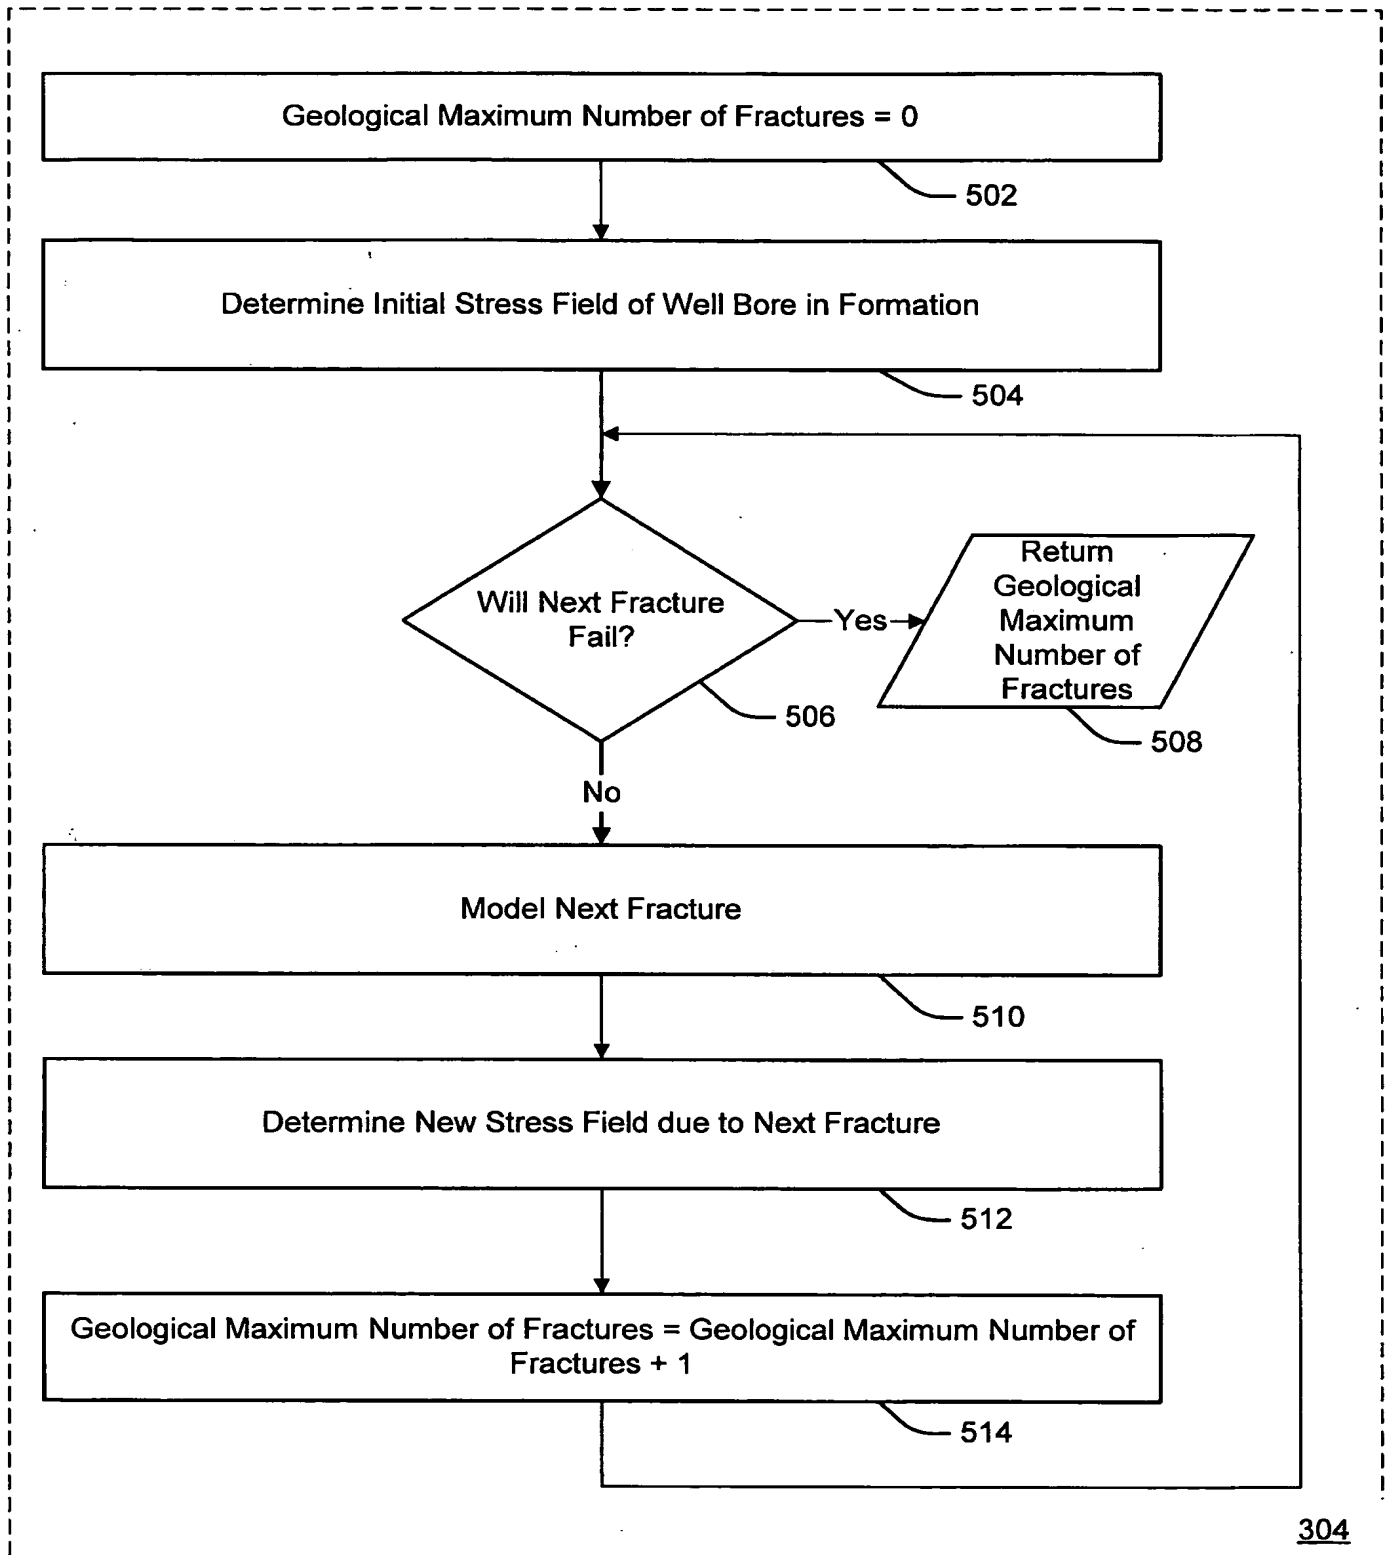 Geological Maximum Number of Fractures = 0
502
Determine Initial Stress Field of Well Bore in Formation
504
Will Next Fracture
Fail?
506
Yes
Return
Geological
Maximum
Number of
Fractures
508
No
Model Next Fracture
510
Determine New Stress Field due to Next Fracture
512
Geological Maximum Number of Fractures = Geological Maximum Number of
Fractures + 1
514
304